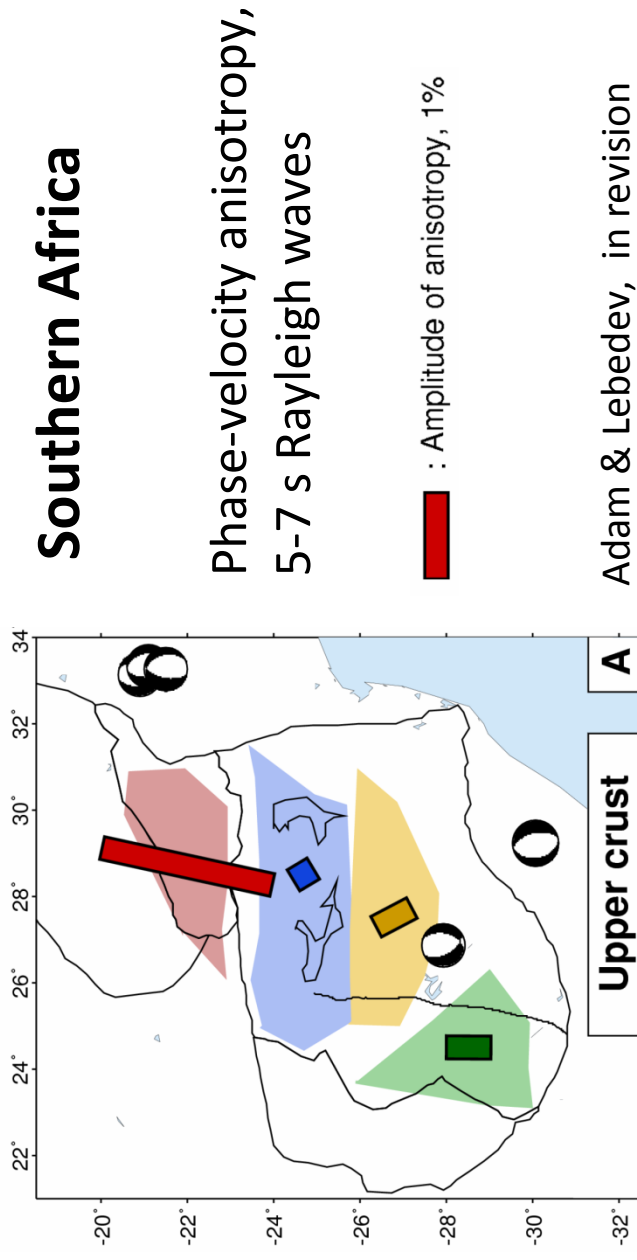 Southern Africa
Phase-velocity anisotropy,
5-7 s Rayleigh waves
: Amplitude of anisotropy, 1%
Adam & Lebedev, in revision
22° 24° 26° 28° 30° 32° 34°
-20°
-22°
-24°
-26°
-28°
-30°
-32°
Upper crust
A